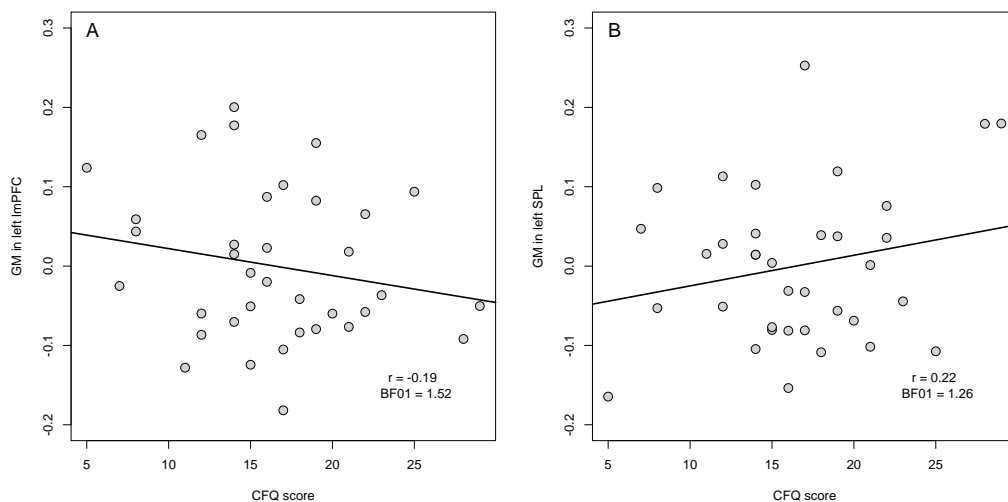 A
0.3
0.2
0.1
0.0
-0.1
-0.2
GM in left lmPFC
r = -0.19
BF01 = 1.52
5
10
15
20
25
CFQ score
B
0.3
0.2
0.1
0.0
-0.1
-0.2
GM in left SPL
r = 0.22
BF01 = 1.26
5
10
15
20
25
CFQ score